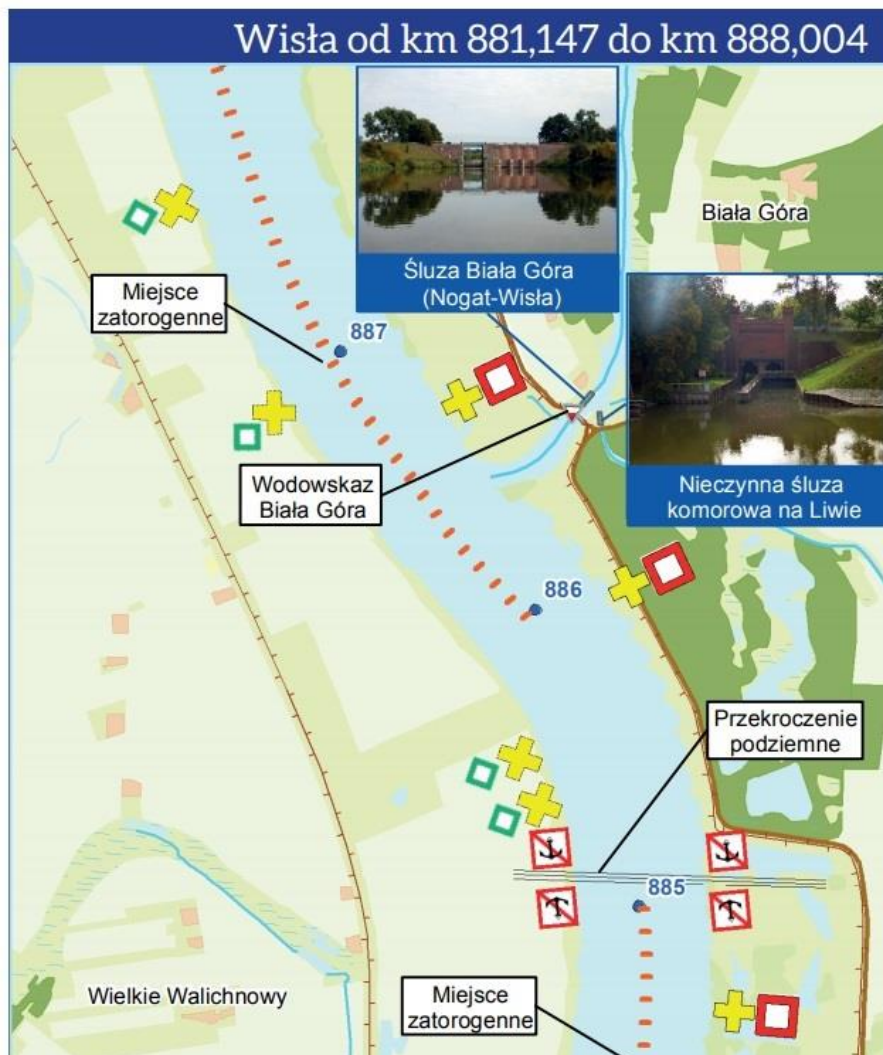 Wisła od km 881,147 do km 888,004
Biała Góra
Śluza Biała Góra
(Nogat-Wisła)
Miejsce
zatorogenne
887
Wodowskaz
Biała Góra
Nieczynna śluza
komorowa na Liwie
886
Przekroczenie
podziemne
885
Wielkie Walichnowy
Miejsce
zatorogenne